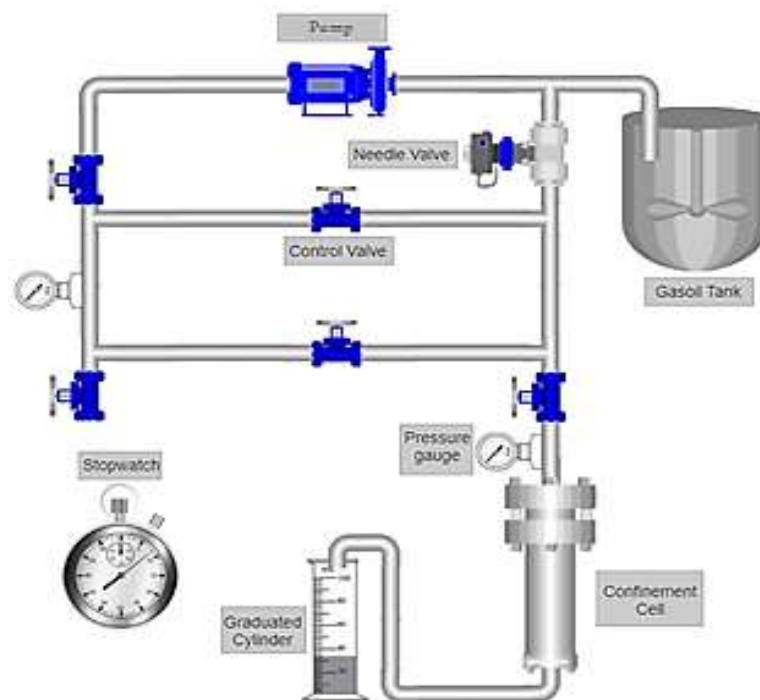 Pump
Needle Valve
Control Valve
Gasoil Tank
Pressure
gauge
Stopwatch
Graduated
Cylinder
Confinement
Cell